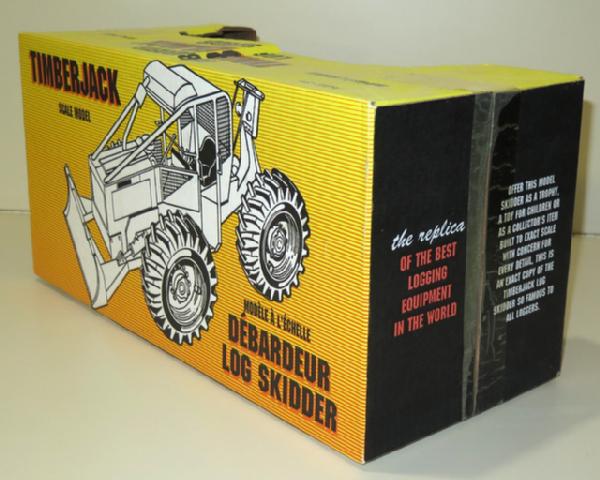 TIMBERJACK
SCALE MODEL
MODÈLE À L'ÉCHELLE
DÉBARDEUR
LOG SKIDDER
the replica
OF THE BEST
LOGGING
EQUIPMENT
IN THE WORLD
OFFER THIS MODEL
SKIDDER AS A TROPHY,
A TOY FOR CHILDREN OR
AS A COLLECTOR'S ITEM
BUILT TO EXACT SCALE
WITH CONCERN FOR
EVERY DETAIL, THIS IS
AN EXACT COPY OF THE
TIMBERJACK LOG
SKIDDER SO FAMOUS TO
ALL LOGGERS.